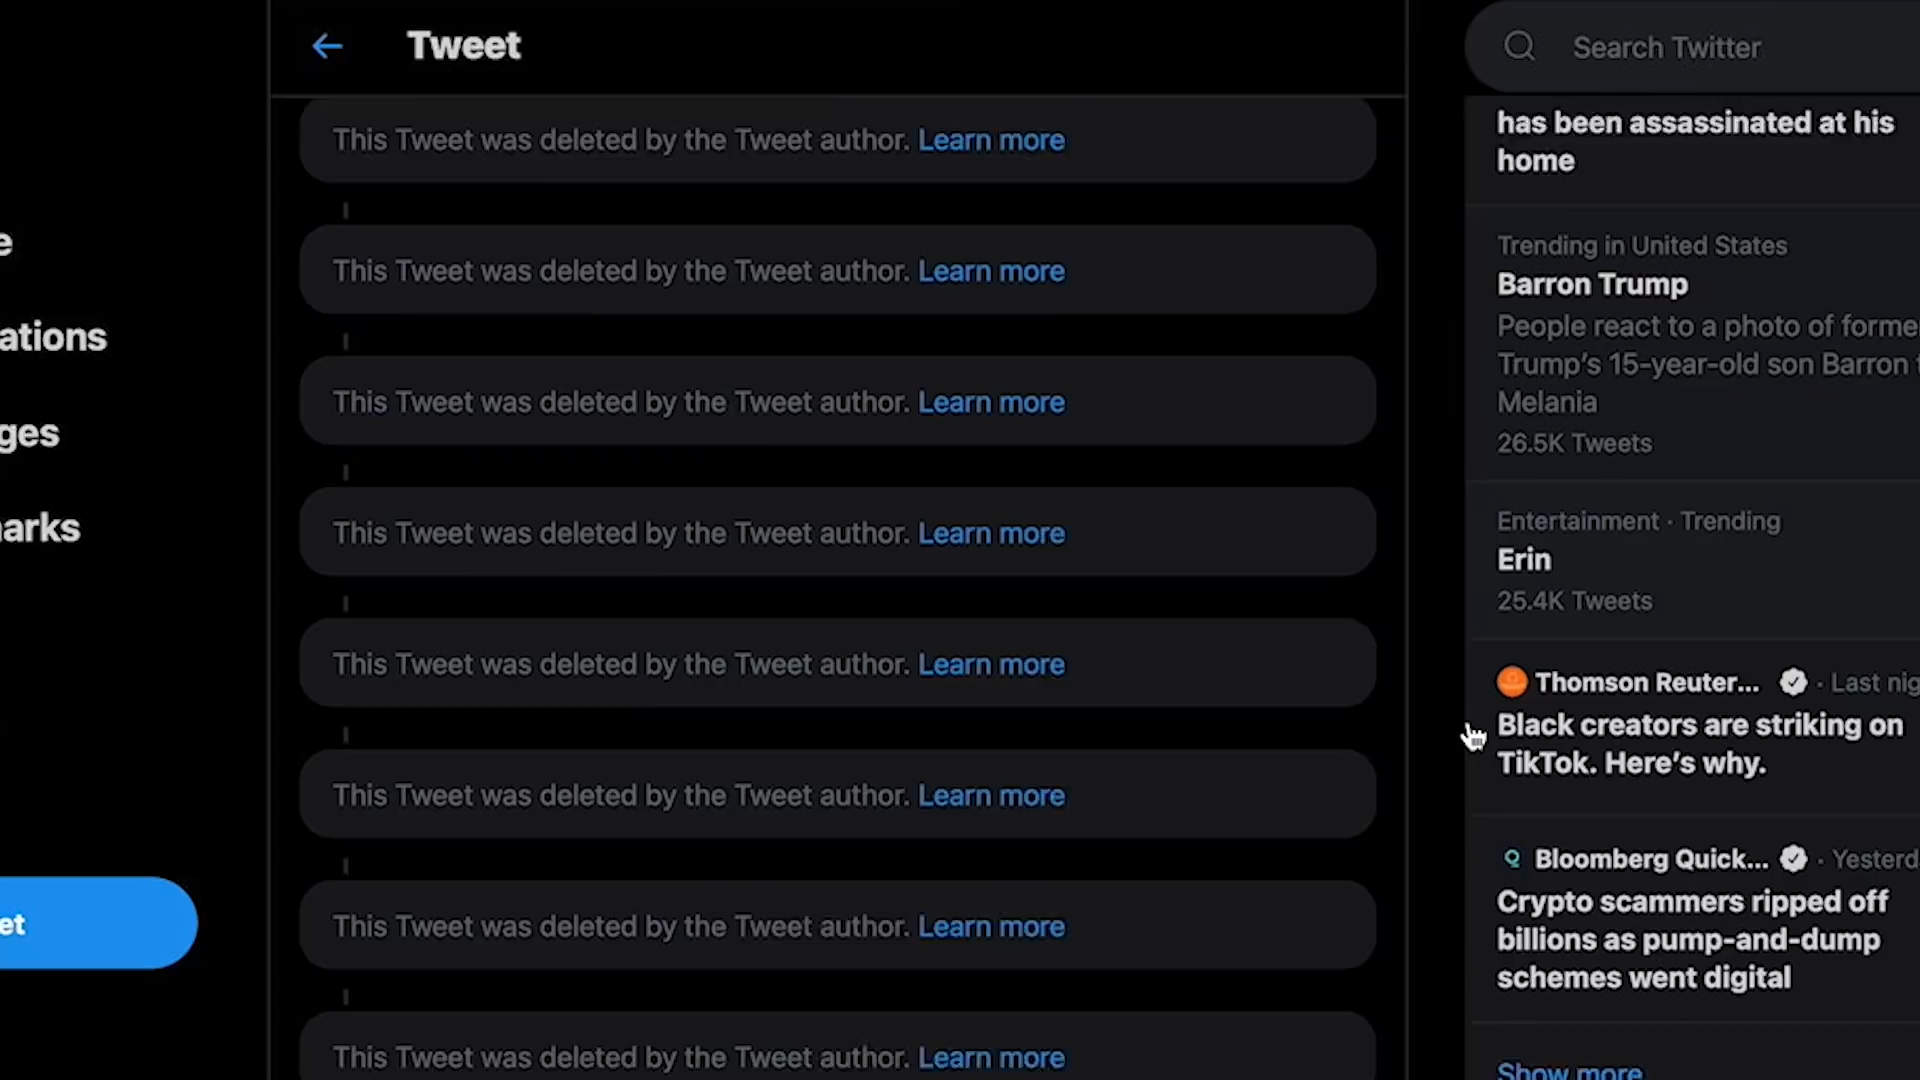 Tweet
This Tweet was deleted by the Tweet author. Learn more
This Tweet was deleted by the Tweet author. Learn more
This Tweet was deleted by the Tweet author. Learn more
This Tweet was deleted by the Tweet author. Learn more
This Tweet was deleted by the Tweet author. Learn more
This Tweet was deleted by the Tweet author. Learn more
This Tweet was deleted by the Tweet author. Learn more
This Tweet was deleted by the Tweet author. Learn more
e
ations
ges
arks
et
Search Twitter
has been assassinated at his
home
Trending in United States
Barron Trump
People react to a photo of forme
Trump's 15-year-old son Barron t
Melania
26.5K Tweets
Entertainment · Trending
Erin
25.4K Tweets
Thomson Reuter... · Last nig
Black creators are striking on
TikTok. Here's why.
Bloomberg Quick... · Yesterd
Crypto scammers ripped off
billions as pump-and-dump
schemes went digital
Show more